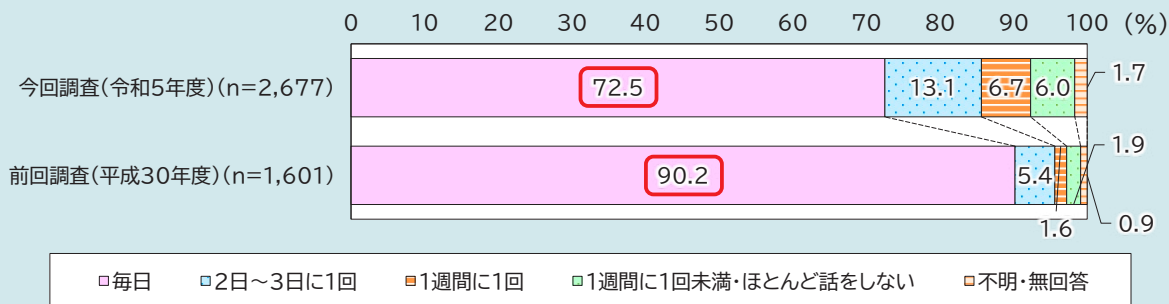 0 10 20 30 40 50 60 70 80 90 100 (%)
今回調査(令和5年度)(n=2,677) 72.5 13.1 6.7 6.0 1.7
前回調査(平成30年度)(n=1,601) 90.2 5.4 1.6 1.9 0.9
毎日 2日～3日に1回 1週間に1回 1週間に1回未満・ほとんど話をしない 不明・無回答